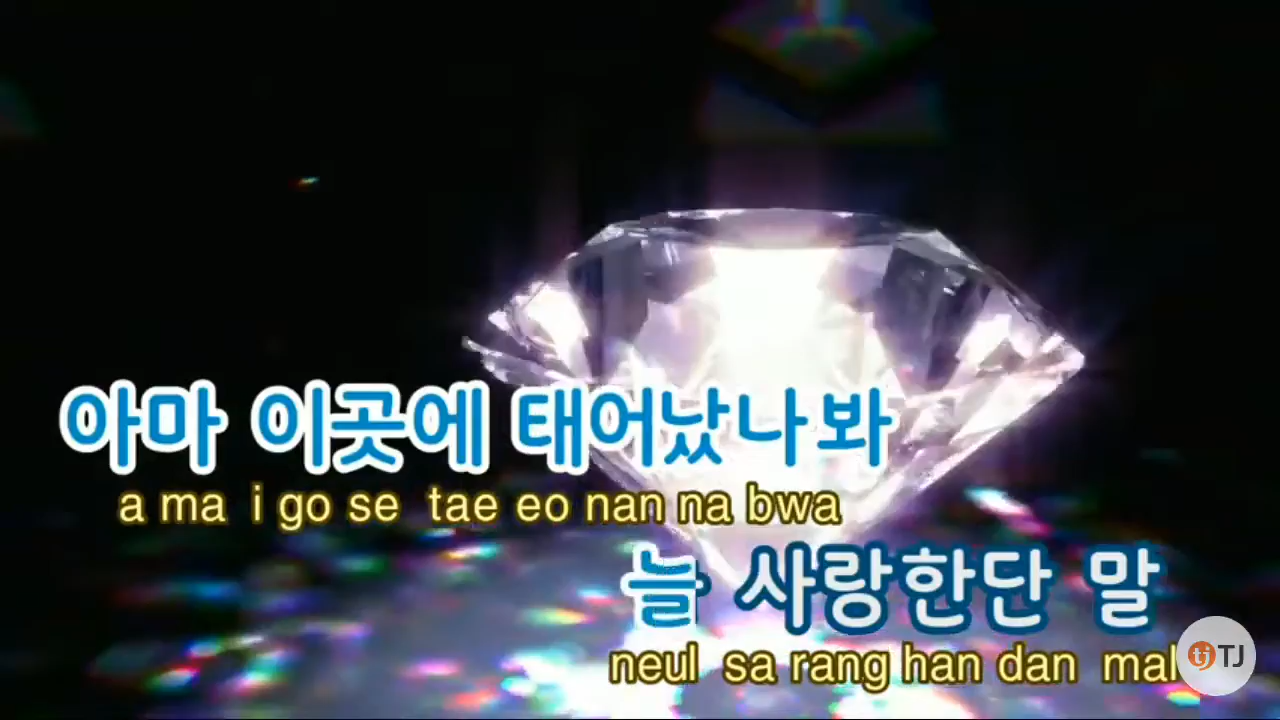 아마 이곳에 태어났나봐
a ma i go se tae eo nan na bwa
늘 사랑한단 말
neul sa rang han dan mal
tj TJ